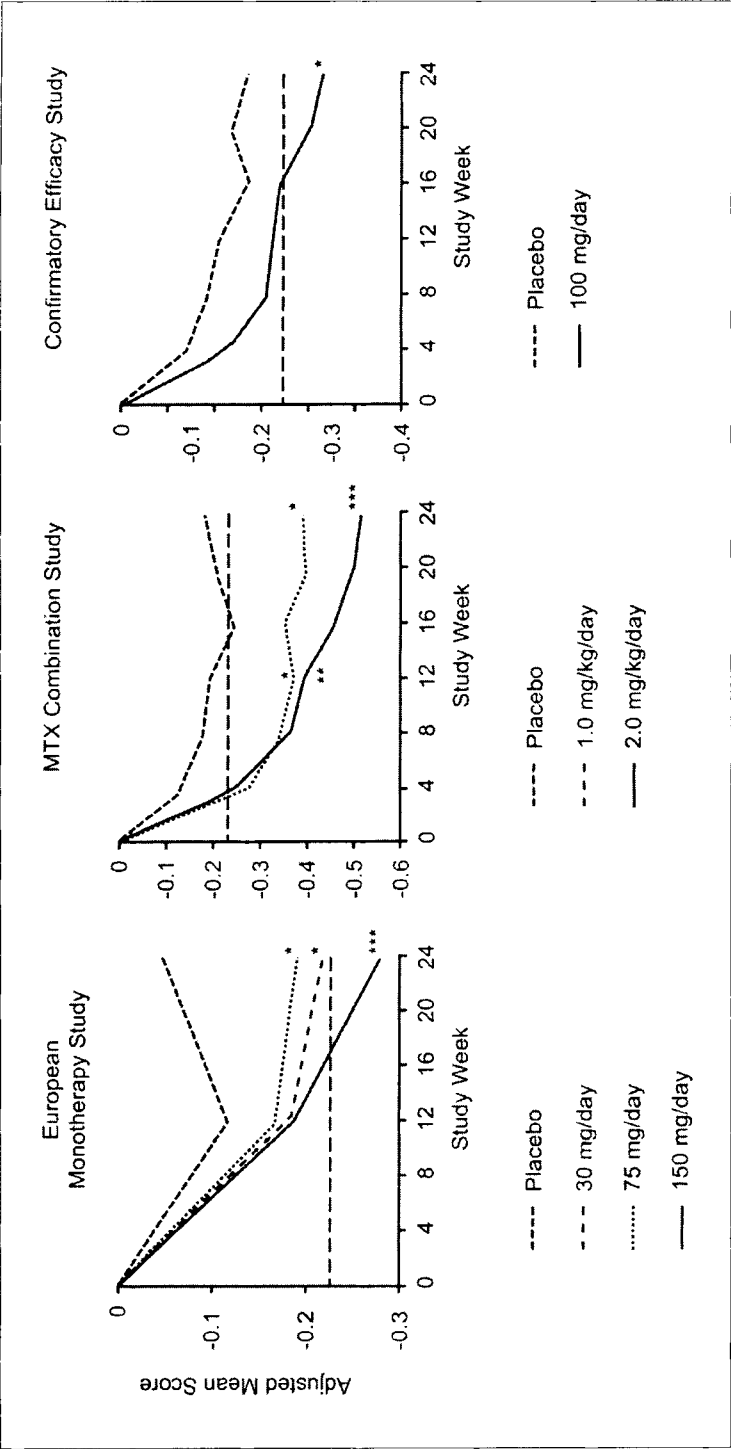 European
Monotherapy Study
Adjusted Mean Score
0
-0.1
-0.2
-0.3
*
*
***
0 4 8 12 16 20 24
Study Week
Placebo
30 mg/day
75 mg/day
150 mg/day
MTX Combination Study
0
-0.1
-0.2
-0.3
-0.4
-0.5
-0.6
*
**
*
***
0 4 8 12 16 20 24
Study Week
Placebo
1.0 mg/kg/day
2.0 mg/kg/day
Confirmatory Efficacy Study
0
-0.1
-0.2
-0.3
-0.4
*
0 4 8 12 16 20 24
Study Week
Placebo
100 mg/day